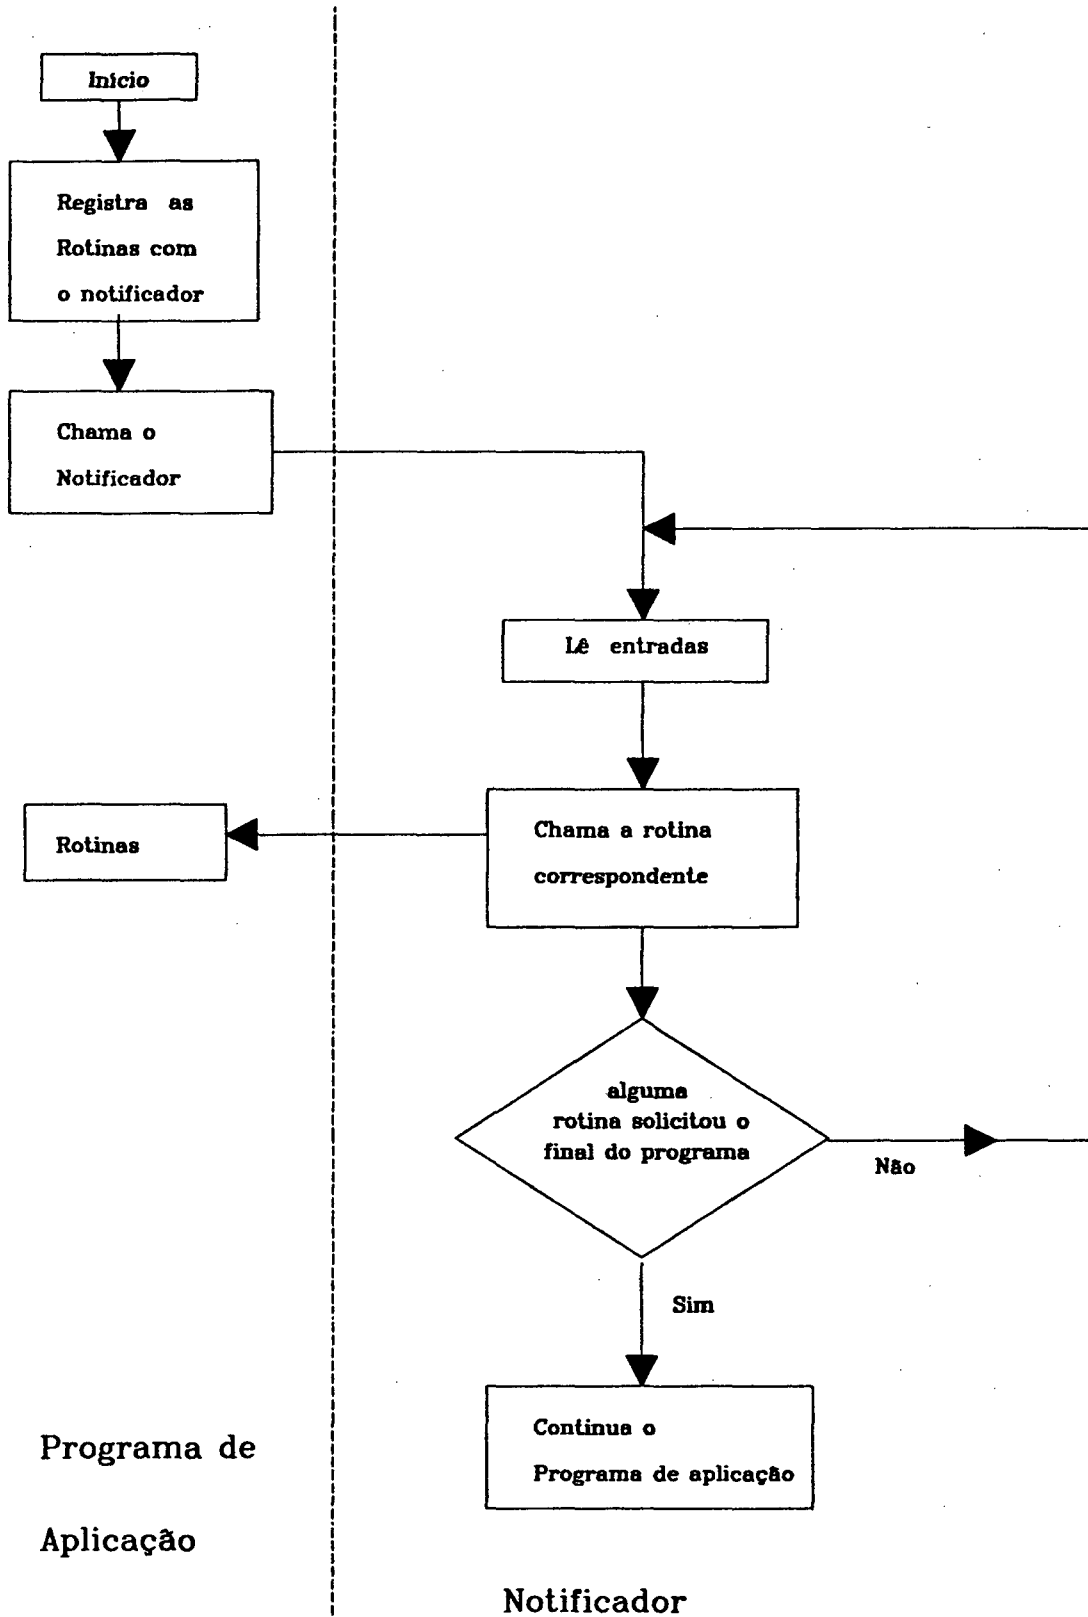 Início
Registra as
Rotinas com
o notificador
Chama o
Notificador
Lê entradas
Chama a rotina
correspondente
Rotinas
alguma
rotina solicitou o
final do programa
Não
Sim
Continua o
Programa de aplicação
Programa de
Aplicação
Notificador